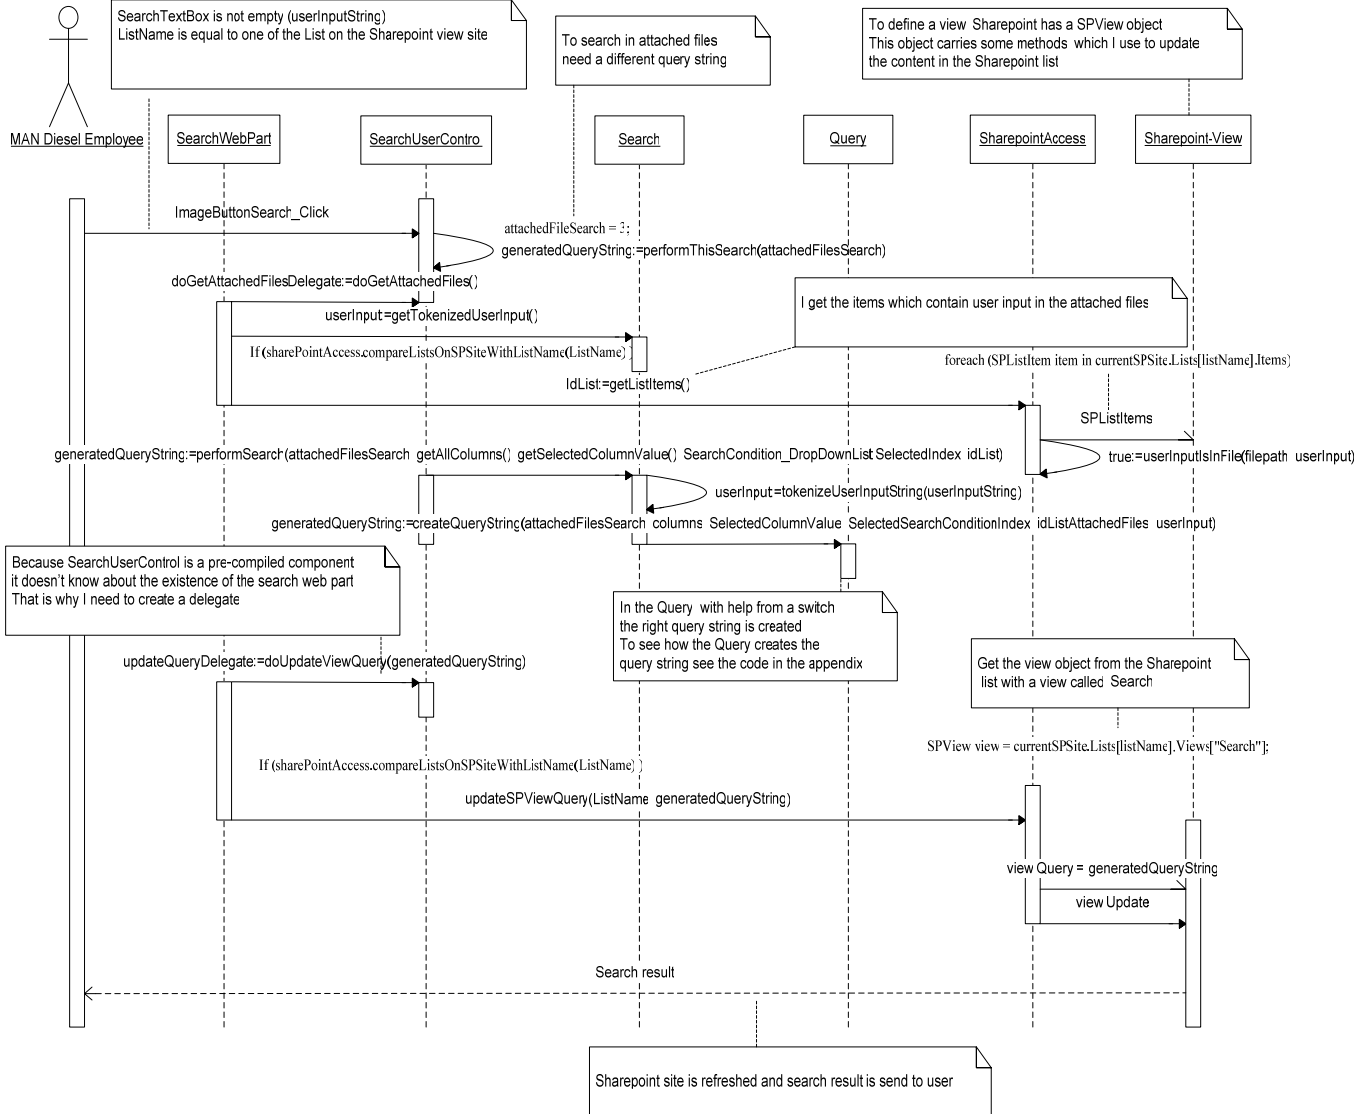 SearchTextBox is not empty (userInputString)
ListName is equal to one of the List on the Sharepoint view site
To search in attached files
need a different query string
To define a view Sharepoint has a SPView object
This object carries some methods which I use to update
the content in the Sharepoint list
MAN Diesel Employee
SearchWebPart
SearchUserContro
Search
Query
SharepointAccess
Sharepoint-View
ImageButtonSearch_Click
attachedFileSearch = 3;
generatedQueryString:=performThisSearch(attachedFilesSearch)
doGetAttachedFilesDelegate:=doGetAttachedFiles()
userInput:=getTokenizedUserInput()
I get the items which contain user input in the attached files
If (sharePointAccess.compareListsOnSPSiteWithListName(ListName) )
foreach (SPListItem item in currentSPSite.Lists[listName].Items)
IdList:=getListItems()
SPListItems
generatedQueryString:=performSearch(attachedFilesSearch getAllColumns() getSelectedColumnValue() SearchCondition_DropDownList SelectedIndex idList)
true:=userInputIsInFile(filepath userInput)
userInput:=tokenizeUserInputString(userInputString)
generatedQueryString:=createQueryString(attachedFilesSearch columns SelectedColumnValue SelectedSearchConditionIndex idListAttachedFiles userInput)
Because SearchUserControl is a pre-compiled component
it doesn't know about the existence of the search web part
That is why I need to create a delegate
In the Query with help from a switch
the right query string is created
To see how the Query creates the
query string see the code in the appendix
updateQueryDelegate:=doUpdateViewQuery(generatedQueryString)
Get the view object from the Sharepoint
list with a view called Search
SPView view = currentSPSite.Lists[listName].Views["Search"];
If (sharePointAccess.compareListsOnSPSiteWithListName(ListName) )
updateSPViewQuery(ListName generatedQueryString)
view Query = generatedQueryString
view Update
Search result
Sharepoint site is refreshed and search result is send to user